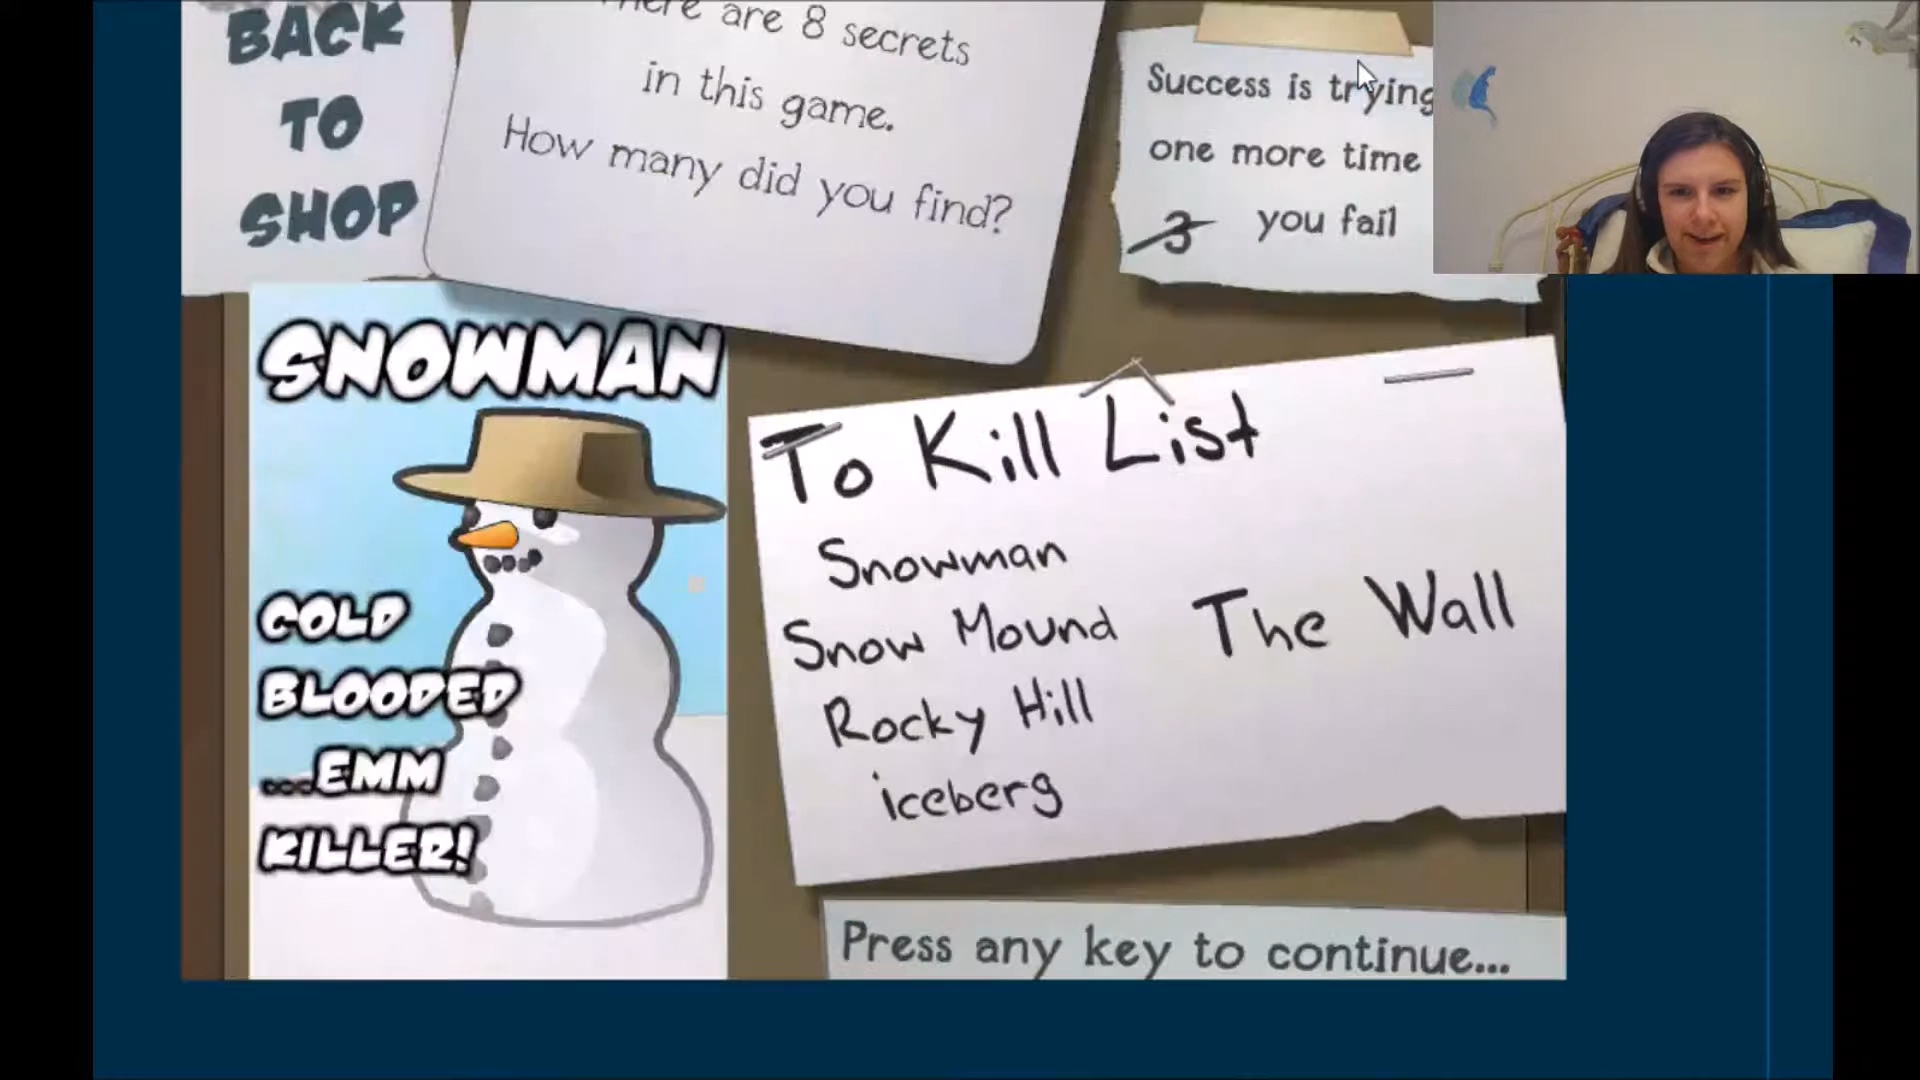 BACK
TO
SHOP
There are 8 secrets
in this game.
How many did you find?
Success is trying
one more time
you fail
SNOWMAN
COLD
BLOODED
...EMM
KILLER!
To Kill List
Snowman
Snow Mound
Rocky Hill
iceberg
The Wall
Press any key to continue...